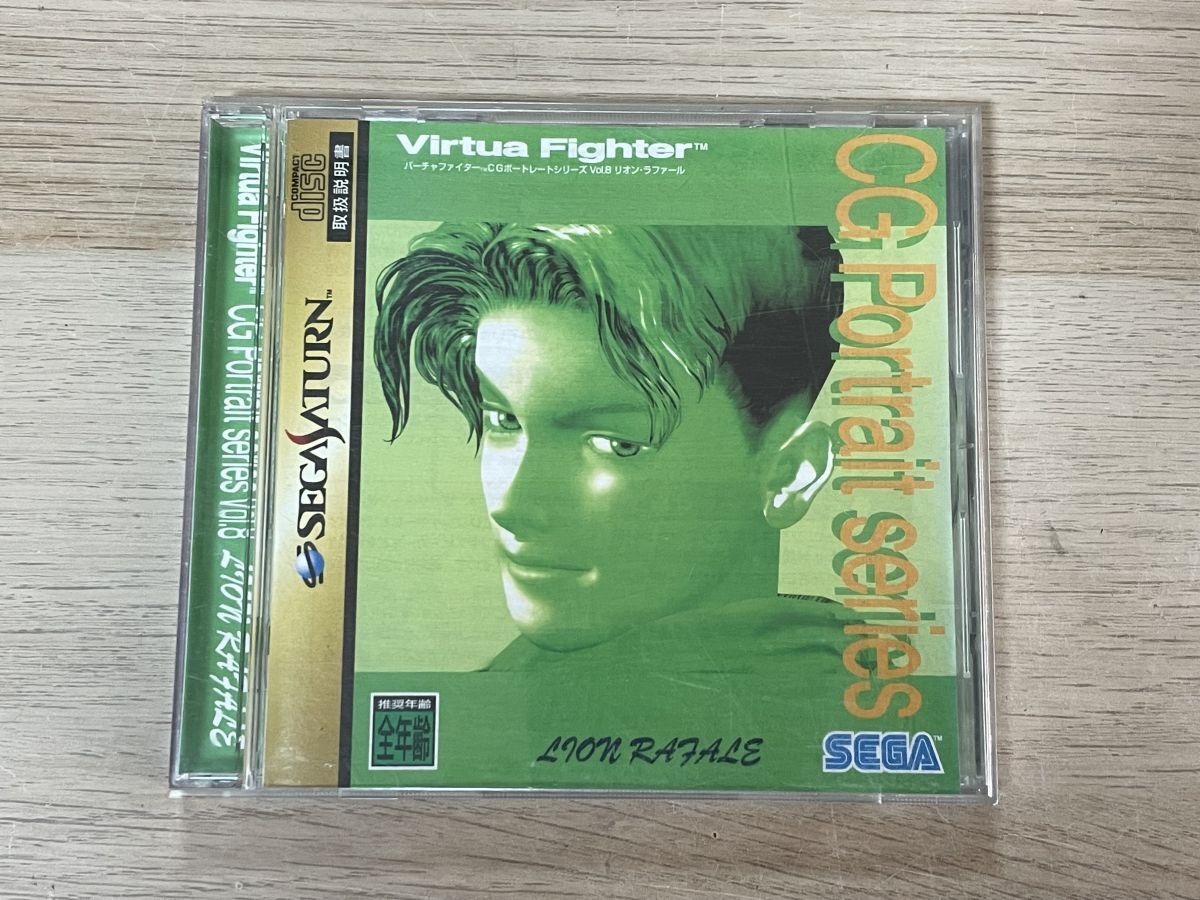 Virtua Fighter CG Portrait series vol.8 LION RAFALE
COMPACT
disc
取扱説明書
SEGA SATURN™
Virtua Fighter™
バーチャファイター™CGポートレートシリーズ Vol.8 リオン・ラファール
CG Portrait series
推奨年齢
全年齢
LION RAFALE
SEGA™